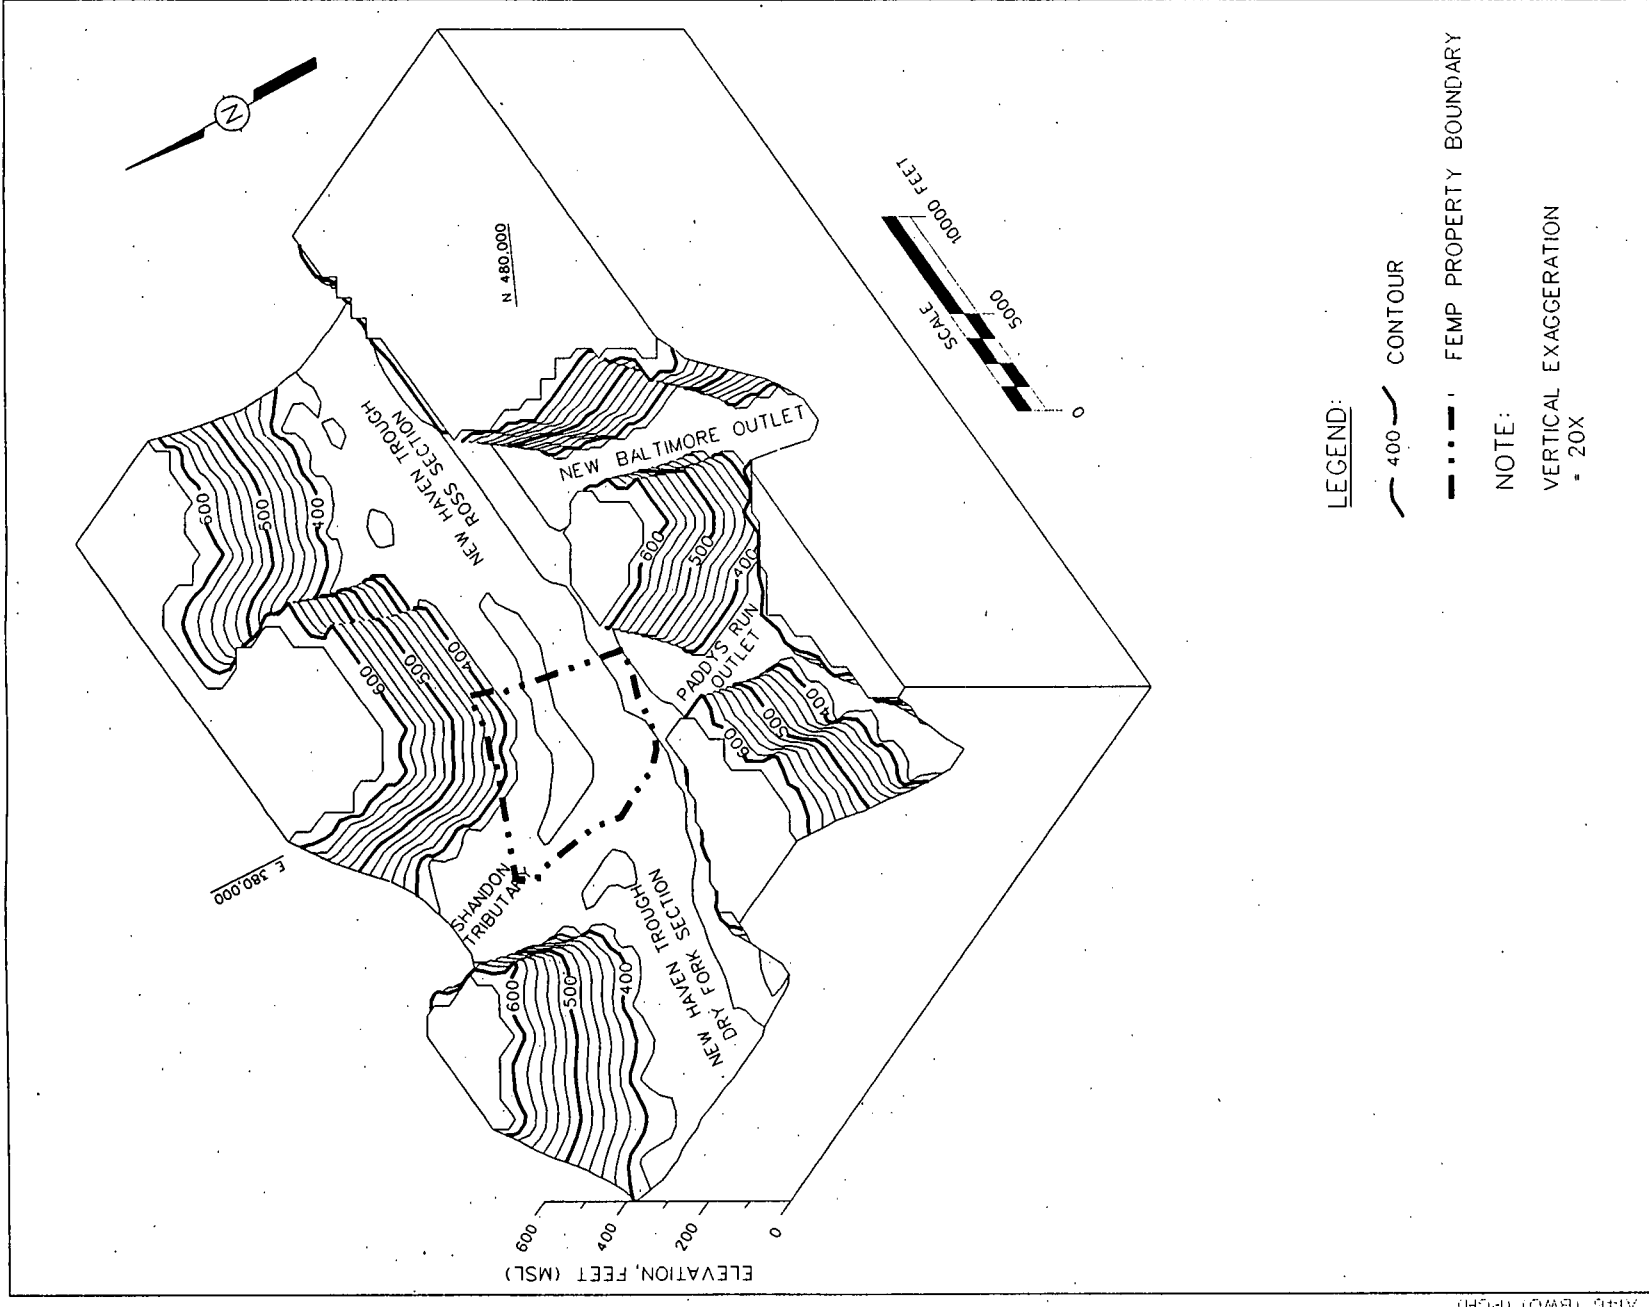 N
N 480,000
E 380,000
NEW HAVEN TROUGH
ROSS SECTION
NEW BALTIMORE OUTLET
PADDYS RUN
OUTLET
SHANDON
TRIBUTARY
NEW HAVEN TROUGH
DRY FORK SECTION
600
500
400
600
500
400
600
500
400
600
500
400
600
500
400
ELEVATION, FEET (MSL)
600
400
200
0
SCALE
0
5000
10000 FEET
LEGEND:
400 CONTOUR
FEMP PROPERTY BOUNDARY
NOTE:
VERTICAL EXAGGERATION
= 20X